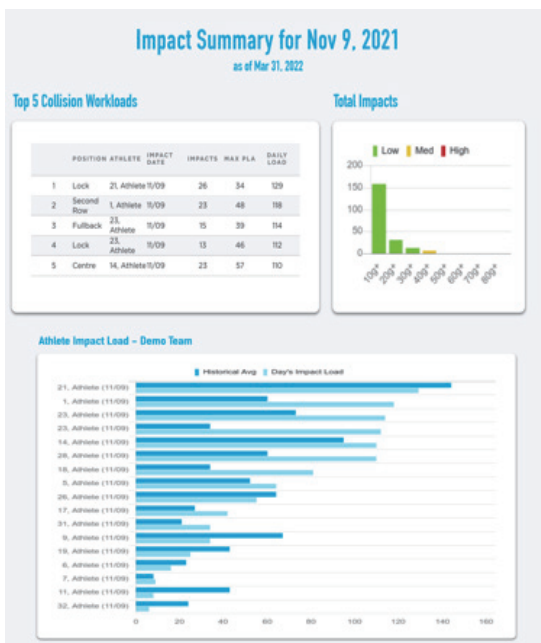 Impact Summary for Nov 9, 2021
as of Mar 31, 2022
Top 5 Collision Workloads
POSITION ATHLETE IMPACT DATE IMPACTS MAX PLA DAILY LOAD
1 Lock 21, Athlete 11/09 26 34 129
2 Second Row 1, Athlete 11/09 23 48 118
3 Fullback 23, Athlete 11/09 15 39 114
4 Lock 23, Athlete 11/09 13 46 112
5 Centre 14, Athlete 11/09 23 57 110
Total Impacts
Low Med High
200
150
100
50
0
10g+ 20g+ 30g+ 40g+ 50g+ 60g+ 70g+ 80g+
Athlete Impact Load – Demo Team
Historical Avg Day's Impact Load
21, Athlete (11/09)
1, Athlete (11/09)
23, Athlete (11/09)
23, Athlete (11/09)
14, Athlete (11/09)
28, Athlete (11/09)
18, Athlete (11/09)
5, Athlete (11/09)
26, Athlete (11/09)
17, Athlete (11/09)
31, Athlete (11/09)
9, Athlete (11/09)
19, Athlete (11/09)
6, Athlete (11/09)
7, Athlete (11/09)
11, Athlete (11/09)
32, Athlete (11/09)
0 20 40 60 80 100 120 140 160